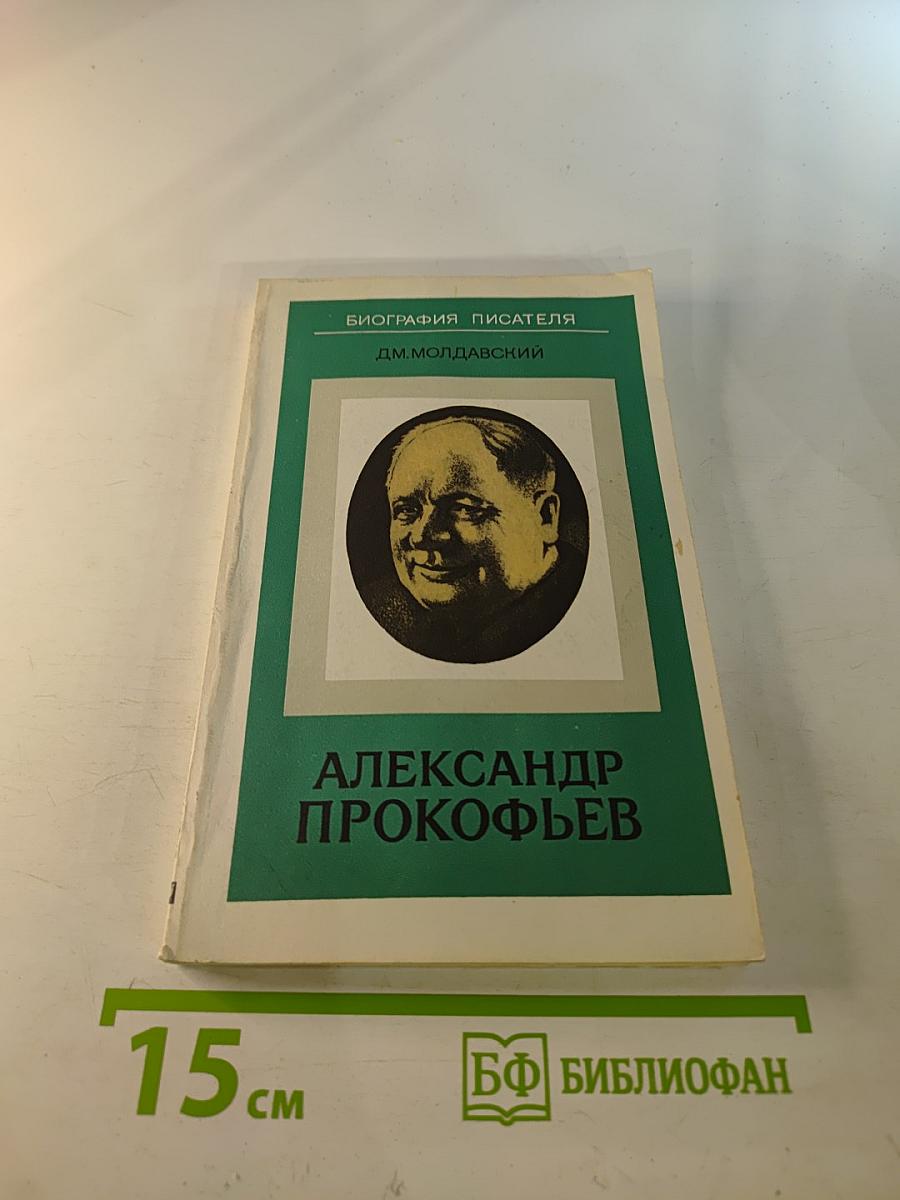 БИОГРАФИЯ ПИСАТЕЛЯ
ДМ. МОЛДАВСКИЙ
АЛЕКСАНДР
ПРОКОФЬЕВ
15 см
БФ БИБЛИОФАН